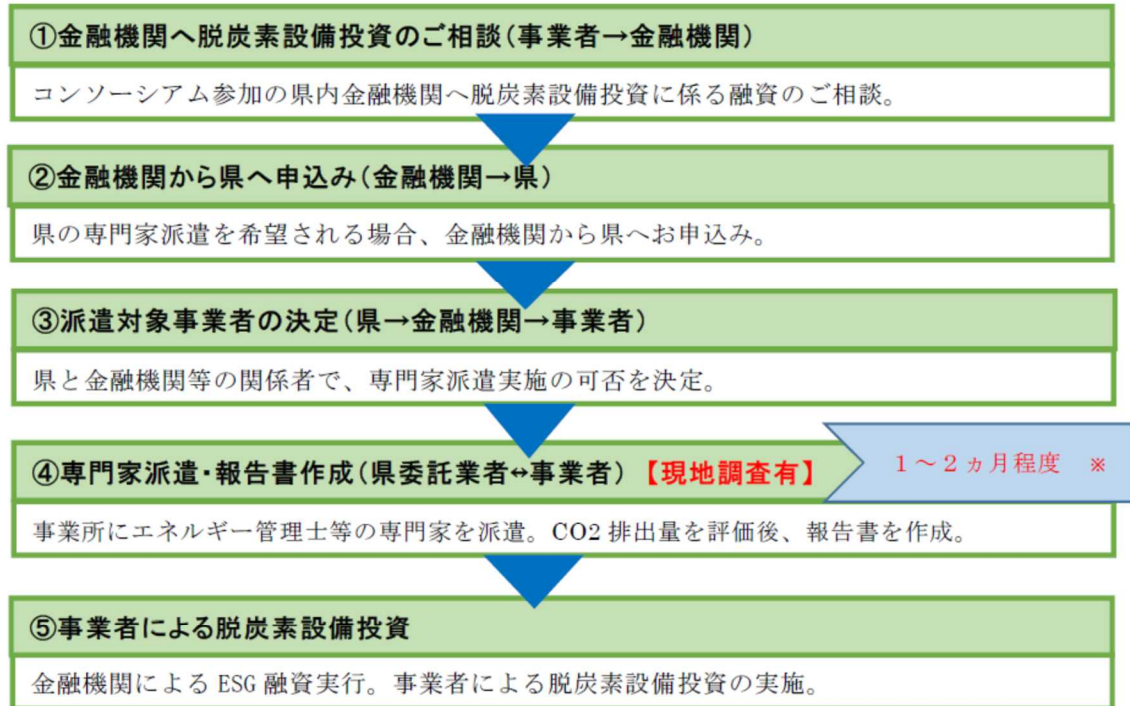 ①金融機関へ脱炭素設備投資のご相談（事業者→金融機関）
コンソーシアム参加の県内金融機関へ脱炭素設備投資に係る融資のご相談。
②金融機関から県へ申込み（金融機関→県）
県の専門家派遣を希望される場合、金融機関から県へお申込み。
③派遣対象事業者の決定（県→金融機関→事業者）
県と金融機関等の関係者で、専門家派遣実施の可否を決定。
④専門家派遣・報告書作成（県委託業者↔事業者）【現地調査有】
１～２ヵ月程度　※
事業所にエネルギー管理士等の専門家を派遣。CO2 排出量を評価後、報告書を作成。
⑤事業者による脱炭素設備投資
金融機関による ESG 融資実行。事業者による脱炭素設備投資の実施。